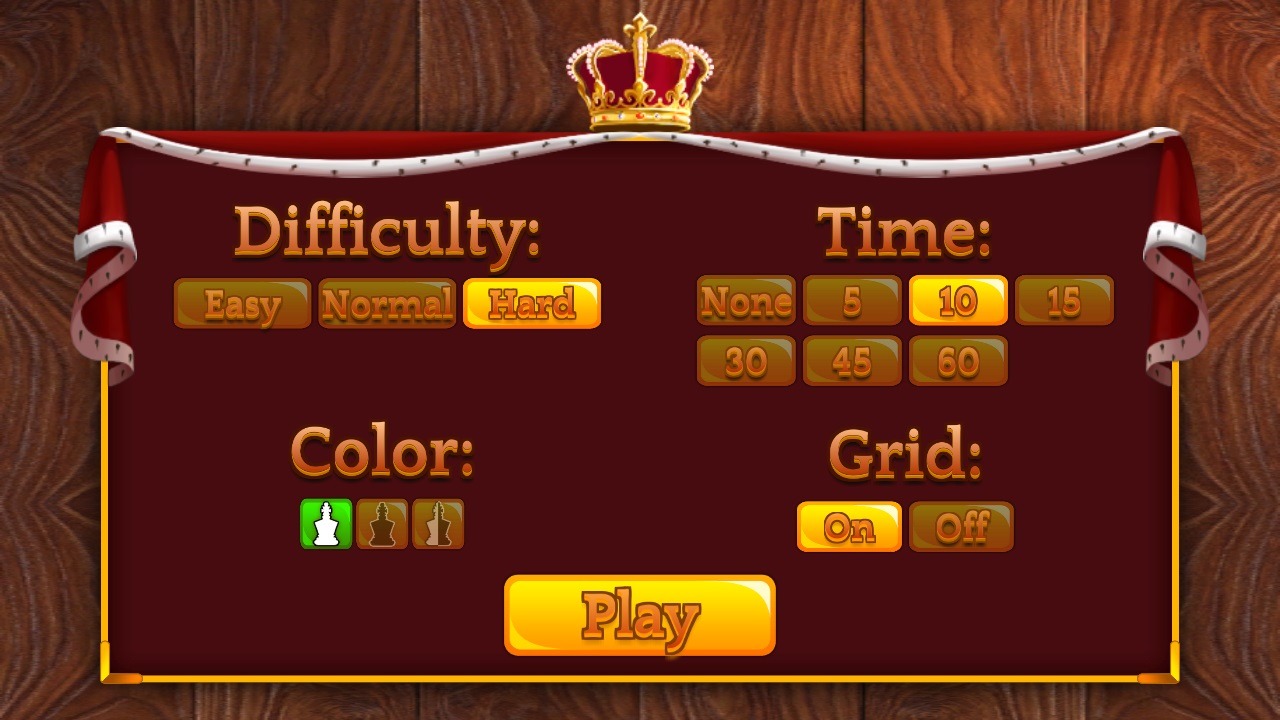 Difficulty:
Easy Normal Hard
Time:
None 5 10 15
30 45 60
Color:
Grid:
On Off
Play